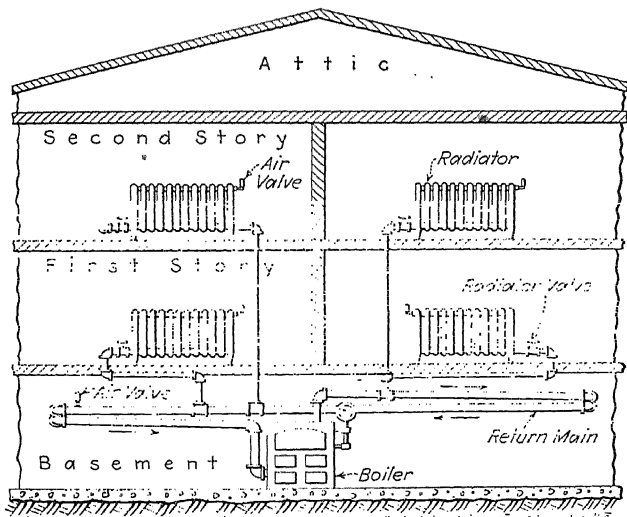 Attic
Second Story
Air
Valve
Radiator
First Story
Radiator Valve
Air Valve
Return Main
Basement
Boiler